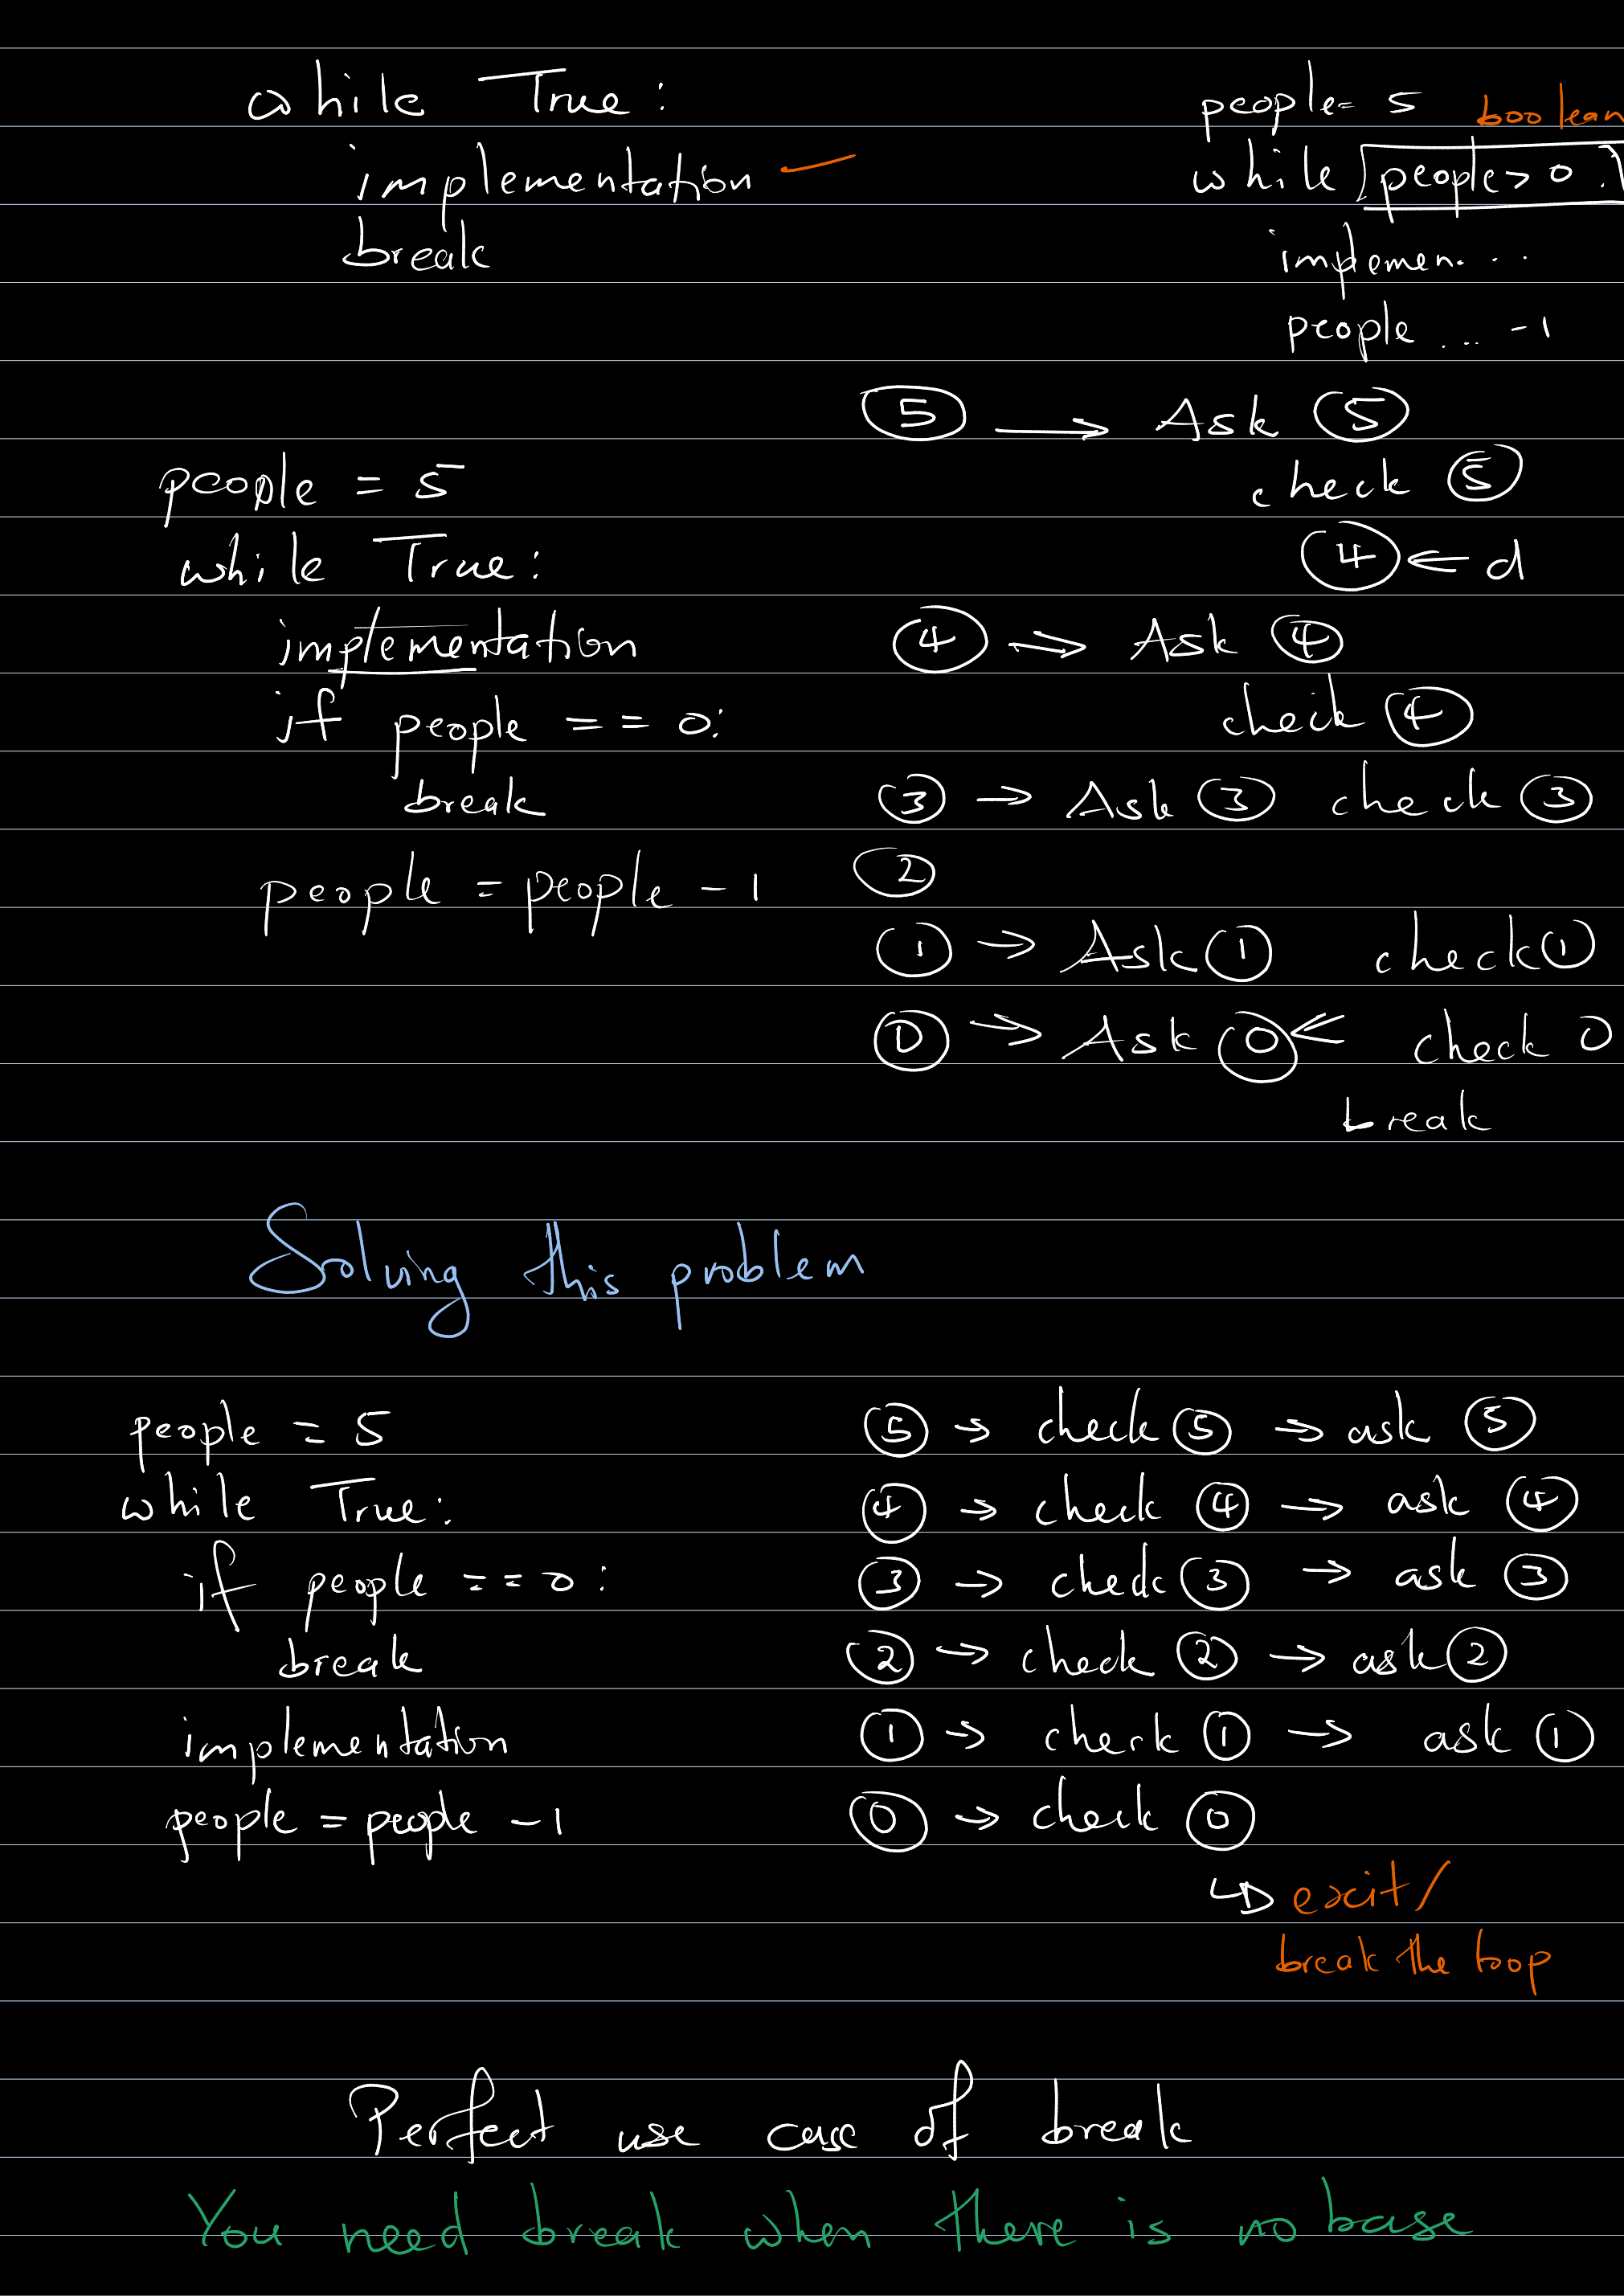 while True:
implementation
break
people= 5 boolean
while people>0:
implemen...
people ... -1
people = 5
while True:
implementation
if people == 0:
break
people = people - 1
5 → Ask 5
check 5
4 ← d
4 → Ask 4
check 4
3 → Ask 3 check 3
2
1 → Ask 1 check 1
0 → Ask 0 ← check 0
break
Solving this problem
people = 5
while True:
if people == 0:
break
implementation
people = people - 1
5 → check 5 → ask 5
4 → check 4 → ask 4
3 → check 3 → ask 3
2 → check 2 → ask 2
1 → check 1 → ask 1
0 → check 0
↳ exit/
break the loop
Perfect use case of break
You need break when there is no base